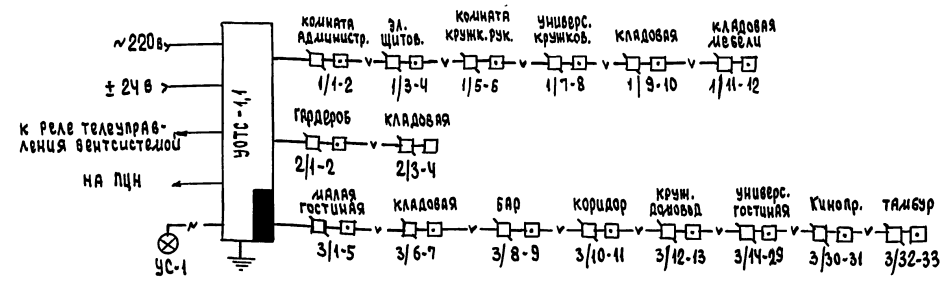 ~220в
± 24 в
к реле телеуправ-
ления вентсистемой
на ПЦН
~
УС-1
УОТС-1,1
комната
администр.
эл.
щитов.
комната
кружк. рук.
универс.
кружков.
кладовая
кладовая
мебели
1/1-2
1/3-4
1/5-6
1/7-8
1/9-10
1/11-12
гардероб
кладовая
2/1-2
2/3-4
малая
гостиная
кладовая
бар
коридор
круж.
домовод
универс.
гостиная
кинопр.
тамбур
3/1-5
3/6-7
3/8-9
3/10-11
3/12-13
3/14-29
3/30-31
3/32-33